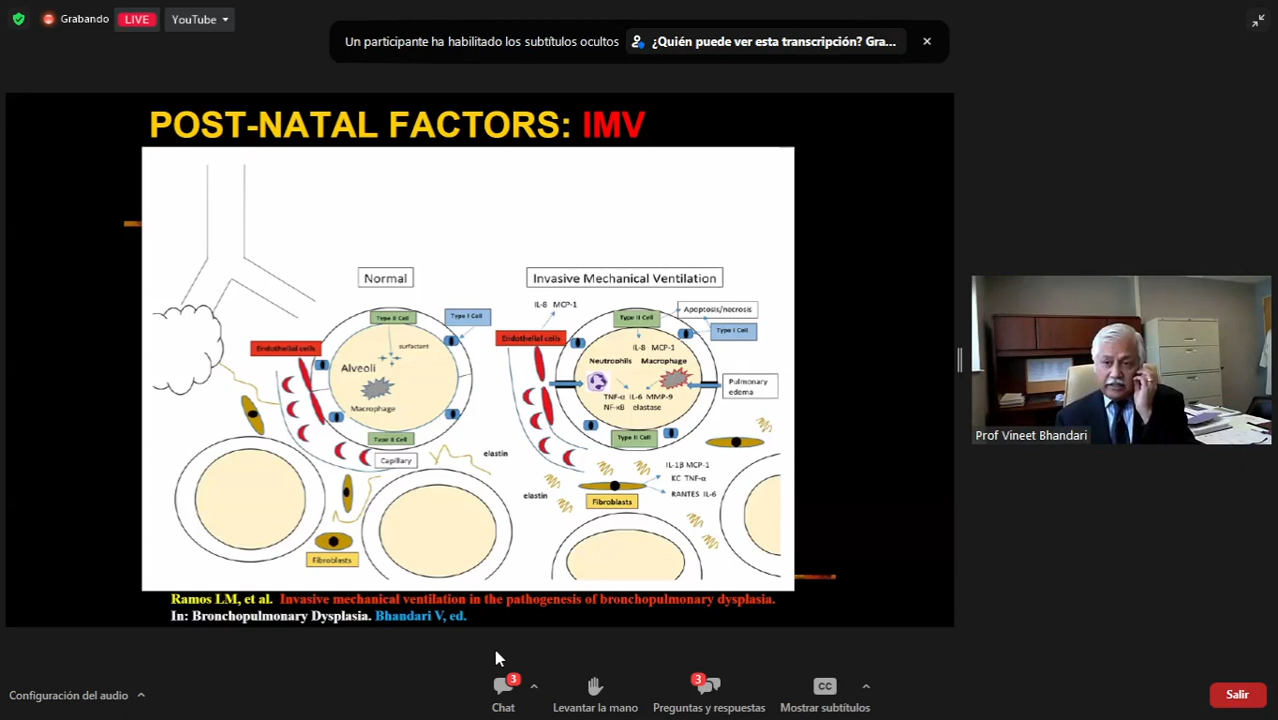 Grabando
LIVE
YouTube
Un participante ha habilitado los subtítulos ocultos
¿Quién puede ver esta transcripción? Gra...
POST-NATAL FACTORS: IMV
Normal
Invasive Mechanical Ventilation
IL-8 MCP-1
Apoptosis/necrosis
Type II Cell
Type I Cell
Type II Cell
Type I Cell
Endothelial cells
surfactant
Endothelial cells
IL-8 MCP-1
Neutrophils Macrophage
Alveoli
Pulmonary
edema
TNF-α IL-6 MMP-9
NF-κB elastase
Macrophage
Type II Cell
Type II Cell
Capillary
elastin
IL-1β MCP-1
KC TNF-α
RANTES IL-6
elastin
Fibroblasts
Fibroblasts
Ramos LM, et al. Invasive mechanical ventilation in the pathogenesis of bronchopulmonary dysplasia.
In: Bronchopulmonary Dysplasia. Bhandari V, ed.
Prof Vineet Bhandari
Configuración del audio
3
Chat
Levantar la mano
3
Preguntas y respuestas
CC
Mostrar subtítulos
Salir